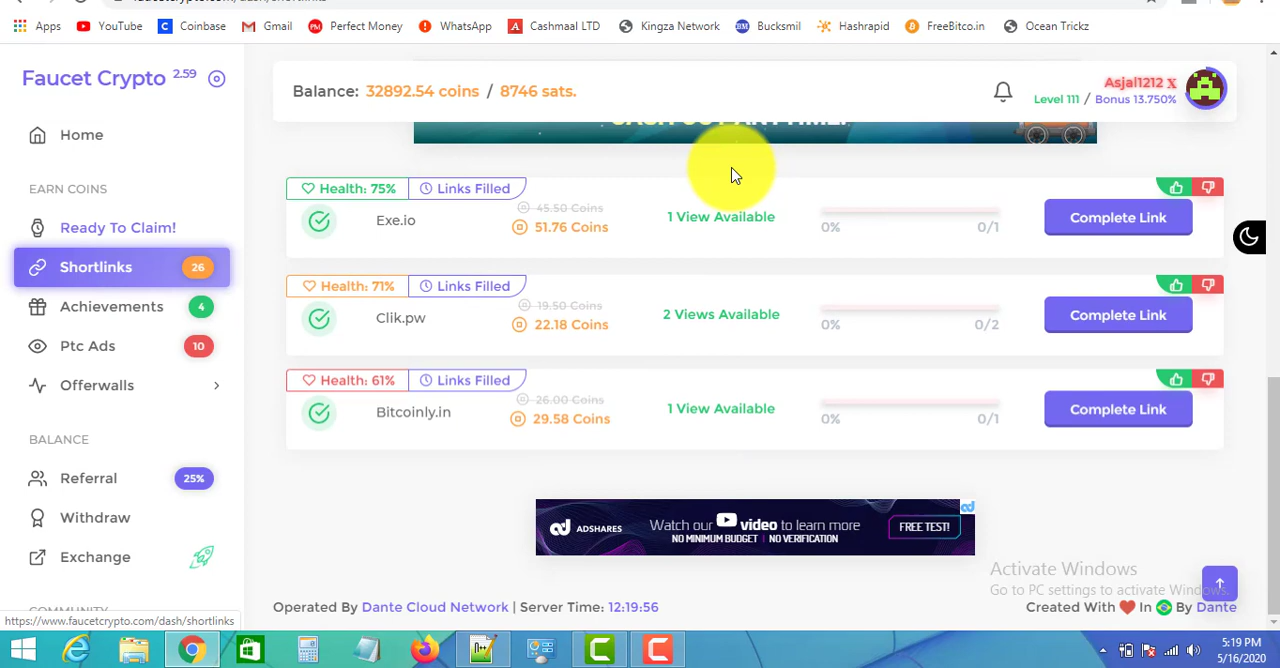 Apps YouTube Coinbase Gmail Perfect Money WhatsApp Cashmaal LTD Kingza Network Bucksmil Hashrapid FreeBitco.in Ocean Trickz
Faucet Crypto 2.59
Balance: 32892.54 coins / 8746 sats.
Asjal1212 X
Level 111 / Bonus 13.750%
Home
EARN COINS
Ready To Claim!
Shortlinks 26
Achievements 4
Ptc Ads 10
Offerwalls
BALANCE
Referral 25%
Withdraw
Exchange
COMMUNITY
Health: 75% Links Filled
Exe.io
45.50 Coins
51.76 Coins
1 View Available
0% 0/1
Complete Link
Health: 71% Links Filled
Clik.pw
19.50 Coins
22.18 Coins
2 Views Available
0% 0/2
Complete Link
Health: 61% Links Filled
Bitcoinly.in
26.00 Coins
29.58 Coins
1 View Available
0% 0/1
Complete Link
ad ADSHARES
Watch our video to learn more
NO MINIMUM BUDGET | NO VERIFICATION
FREE TEST!
ad
Activate Windows
Go to PC settings to activate Windows.
Operated By Dante Cloud Network | Server Time: 12:19:56
Created With In By Dante
https://www.faucetcrypto.com/dash/shortlinks
5:19 PM
5/16/2020